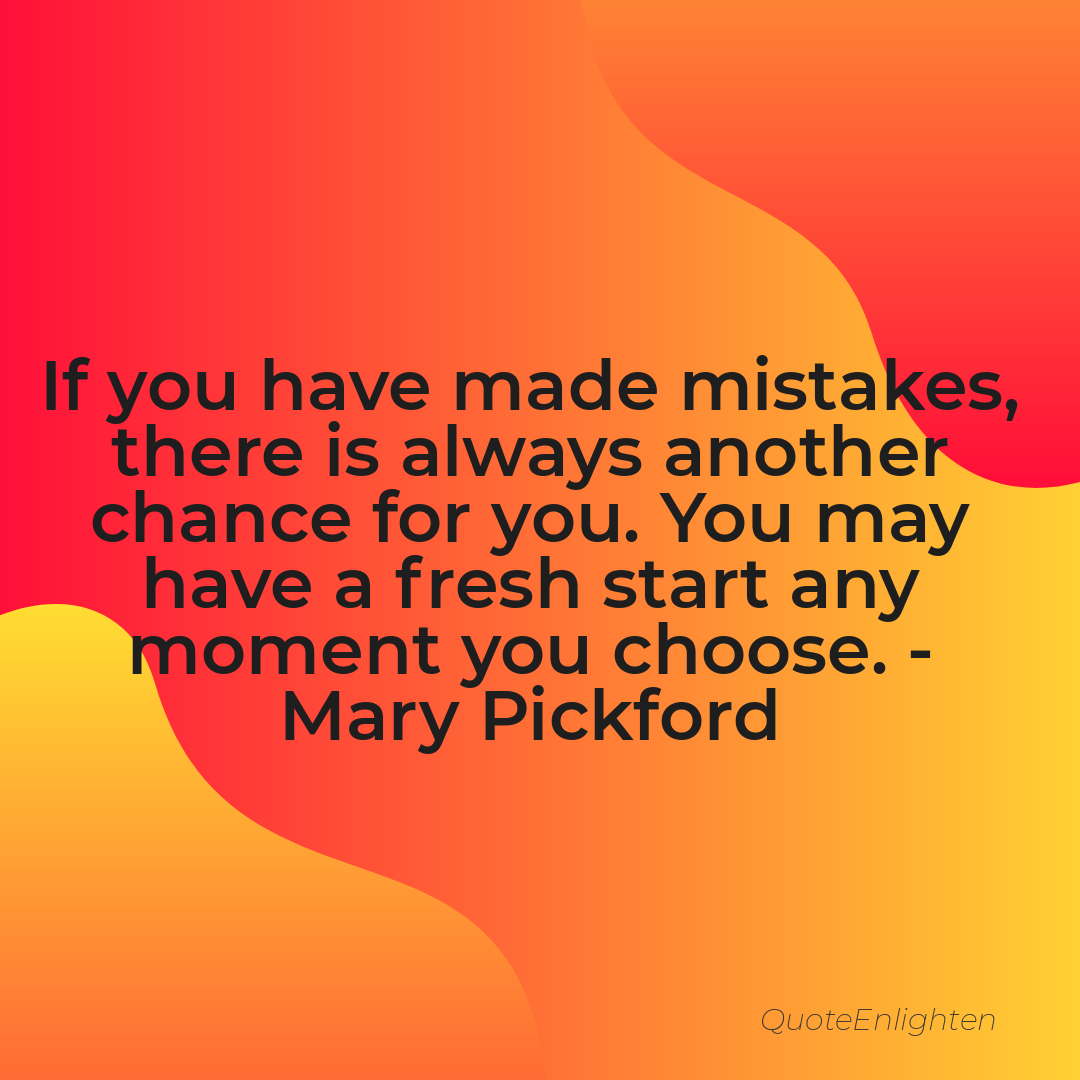 If you have made mistakes,
there is always another
chance for you. You may
have a fresh start any
moment you choose. -
Mary Pickford
QuoteEnlighten